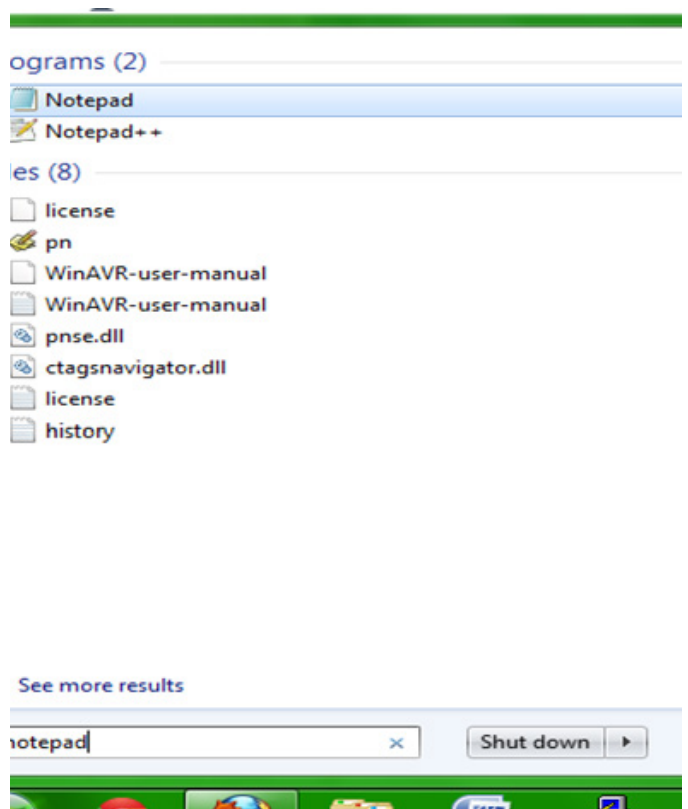 ograms (2)
Notepad
Notepad++
les (8)
license
pn
WinAVR-user-manual
WinAVR-user-manual
pnse.dll
ctagsnavigator.dll
license
history
See more results
notepad
Shut down